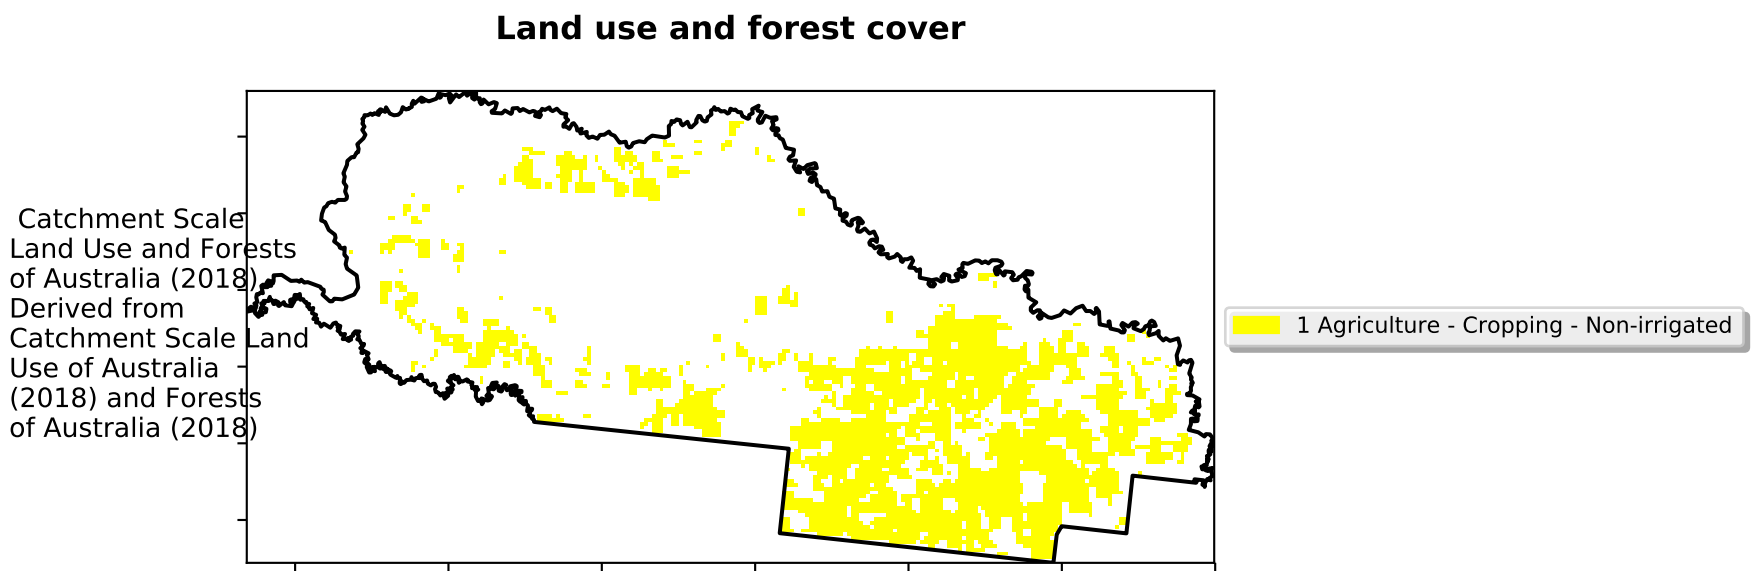 Land use and forest cover
Catchment Scale
Land Use and Forests
of Australia (2018)
Derived from
Catchment Scale Land
Use of Australia
(2018) and Forests
of Australia (2018)
1 Agriculture - Cropping - Non-irrigated